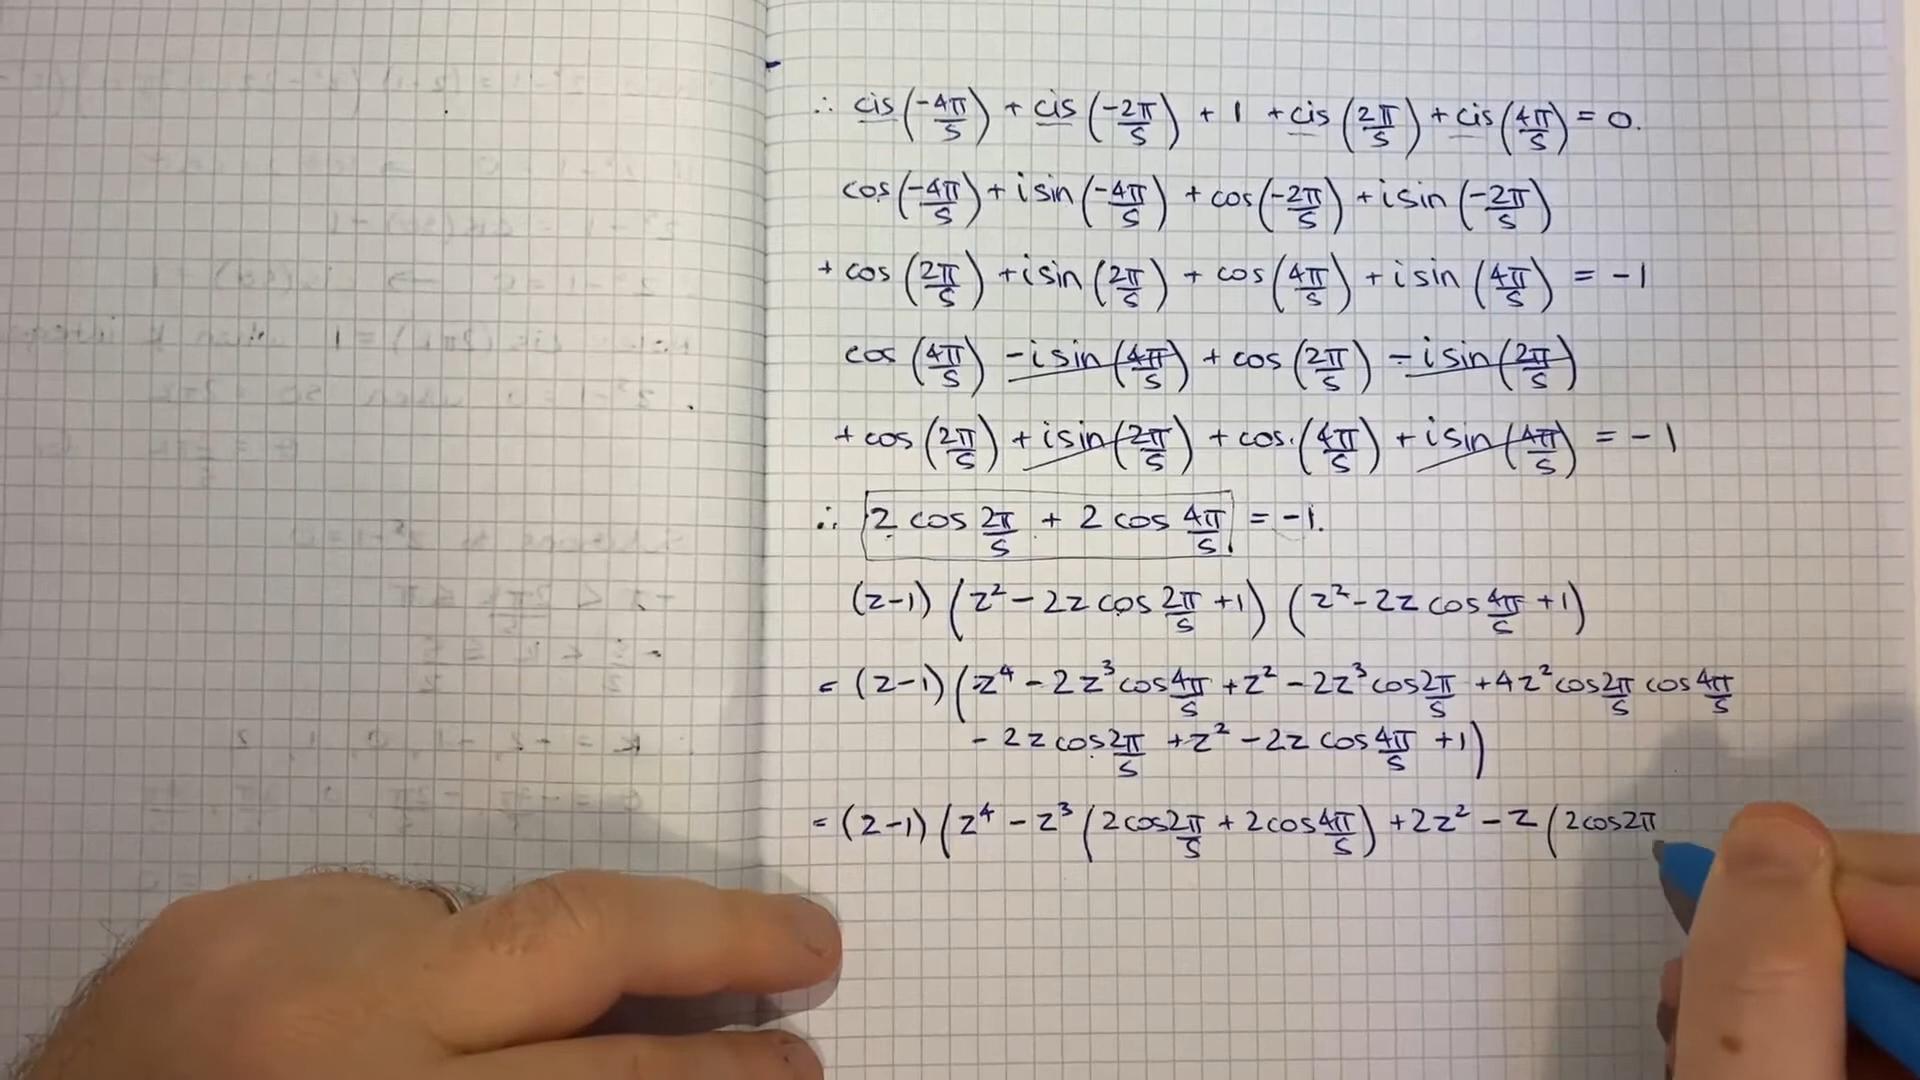 ∴ cis(-4π/5) + cis(-2π/5) + 1 + cis(2π/5) + cis(4π/5) = 0.
cos(-4π/5) + i sin(-4π/5) + cos(-2π/5) + i sin(-2π/5)
+ cos(2π/5) + i sin(2π/5) + cos(4π/5) + i sin(4π/5) = -1
cos(4π/5) - i sin(4π/5) + cos(2π/5) - i sin(2π/5)
+ cos(2π/5) + i sin(2π/5) + cos(4π/5) + i sin(4π/5) = -1
∴ 2 cos 2π/5 + 2 cos 4π/5 = -1.
(z-1)(z² - 2z cos 2π/5 + 1)(z² - 2z cos 4π/5 + 1)
= (z-1)(z⁴ - 2z³ cos 4π/5 + z² - 2z³ cos 2π/5 + 4z² cos 2π/5 cos 4π/5
- 2z cos 2π/5 + z² - 2z cos 4π/5 + 1)
= (z-1)(z⁴ - z³(2cos 2π/5 + 2cos 4π/5) + 2z² - z(2cos 2π